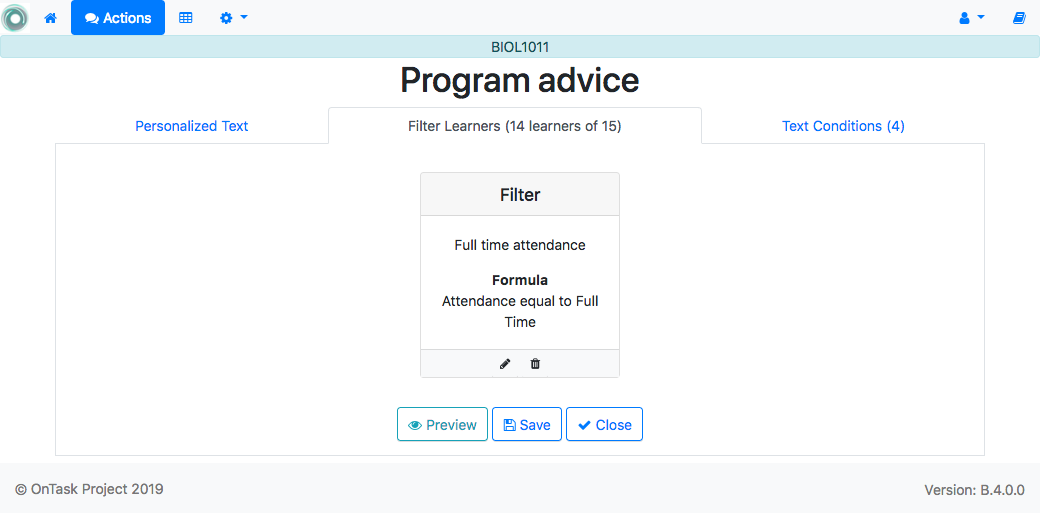 Actions
BIOL1011
Program advice
Personalized Text
Filter Learners (14 learners of 15)
Text Conditions (4)
Filter
Full time attendance
Formula
Attendance equal to Full
Time
Preview
Save
Close
© OnTask Project 2019
Version: B.4.0.0